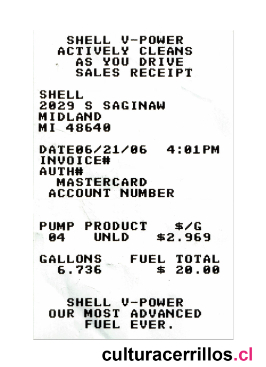 SHELL V-POWER
ACTIVELY CLEANS
AS YOU DRIVE
SALES RECEIPT
SHELL
2029 S SAGINAW
MIDLAND
MI 48640
DATE06/21/06 4:01PM
INVOICE#
AUTH#
MASTERCARD
ACCOUNT NUMBER
PUMP PRODUCT $/G
04 UNLD $2.969
GALLONS FUEL TOTAL
6.736 $ 20.00
SHELL V-POWER
OUR MOST ADVANCED
FUEL EVER.
culturacerrillos.cl